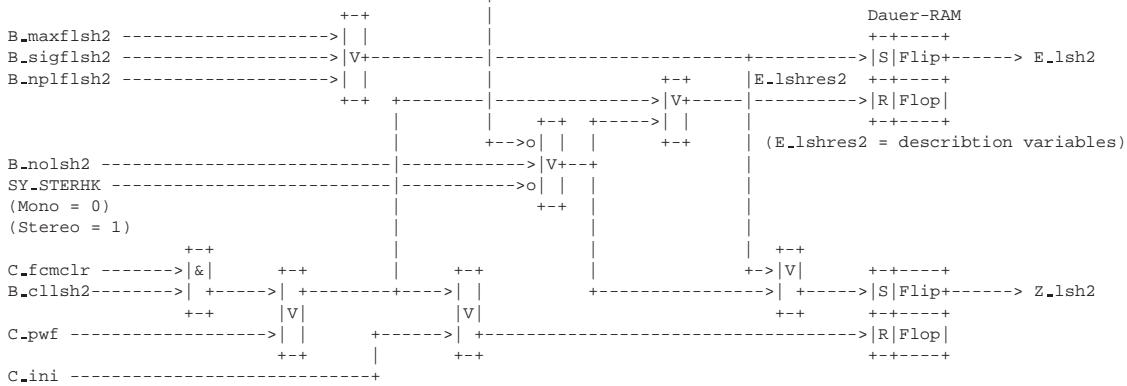 Dauer-RAM
B_maxflsh2
B_sigflsh2 V S Flip E_lsh2
B_nplflsh2 E_lshres2
V R Flop
(E_lshres2 = describtion variables)
B_nolsh2 V
SY_STERHK
(Mono = 0)
(Stereo = 1)
C_fcmclr & V
B_cllsh2 S Flip Z_lsh2
V V
C_pwf R Flop
C_ini